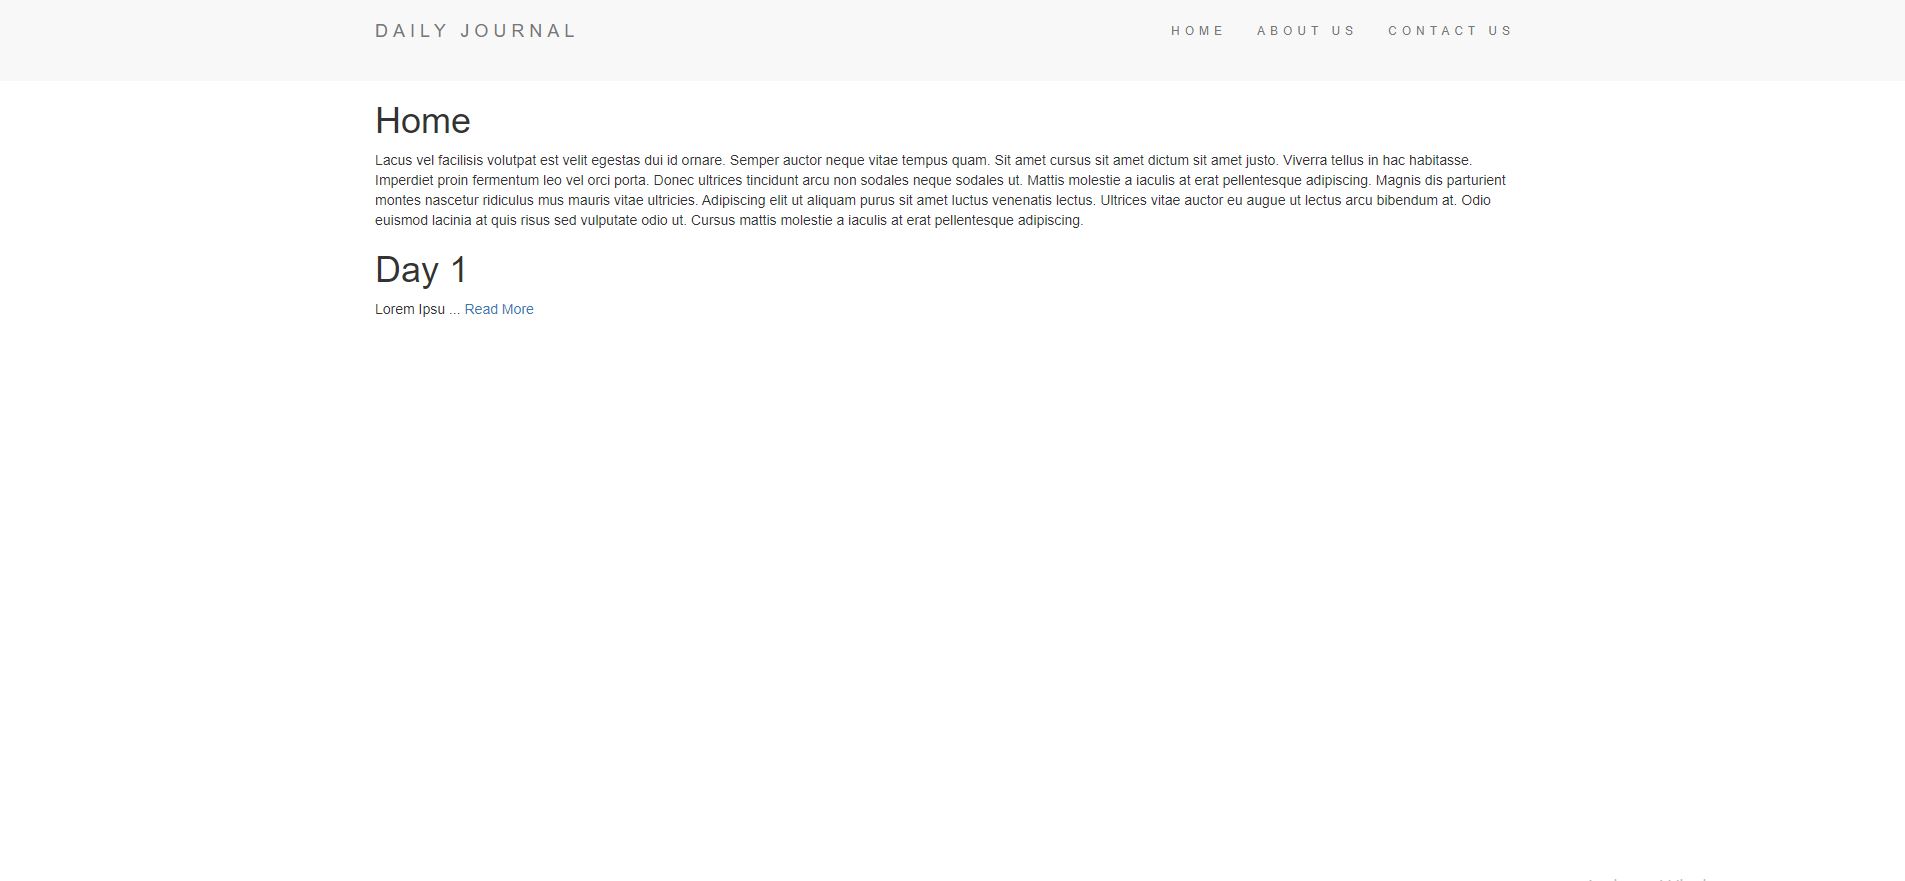 DAILY JOURNAL HOME ABOUT US CONTACT US
Home
Lacus vel facilisis volutpat est velit egestas dui id ornare. Semper auctor neque vitae tempus quam. Sit amet cursus sit amet dictum sit amet justo. Viverra tellus in hac habitasse.
Imperdiet proin fermentum leo vel orci porta. Donec ultrices tincidunt arcu non sodales neque sodales ut. Mattis molestie a iaculis at erat pellentesque adipiscing. Magnis dis parturient
montes nascetur ridiculus mus mauris vitae ultricies. Adipiscing elit ut aliquam purus sit amet luctus venenatis lectus. Ultrices vitae auctor eu augue ut lectus arcu bibendum at. Odio
euismod lacinia at quis risus sed vulputate odio ut. Cursus mattis molestie a iaculis at erat pellentesque adipiscing.
Day 1
Lorem Ipsu ... Read More